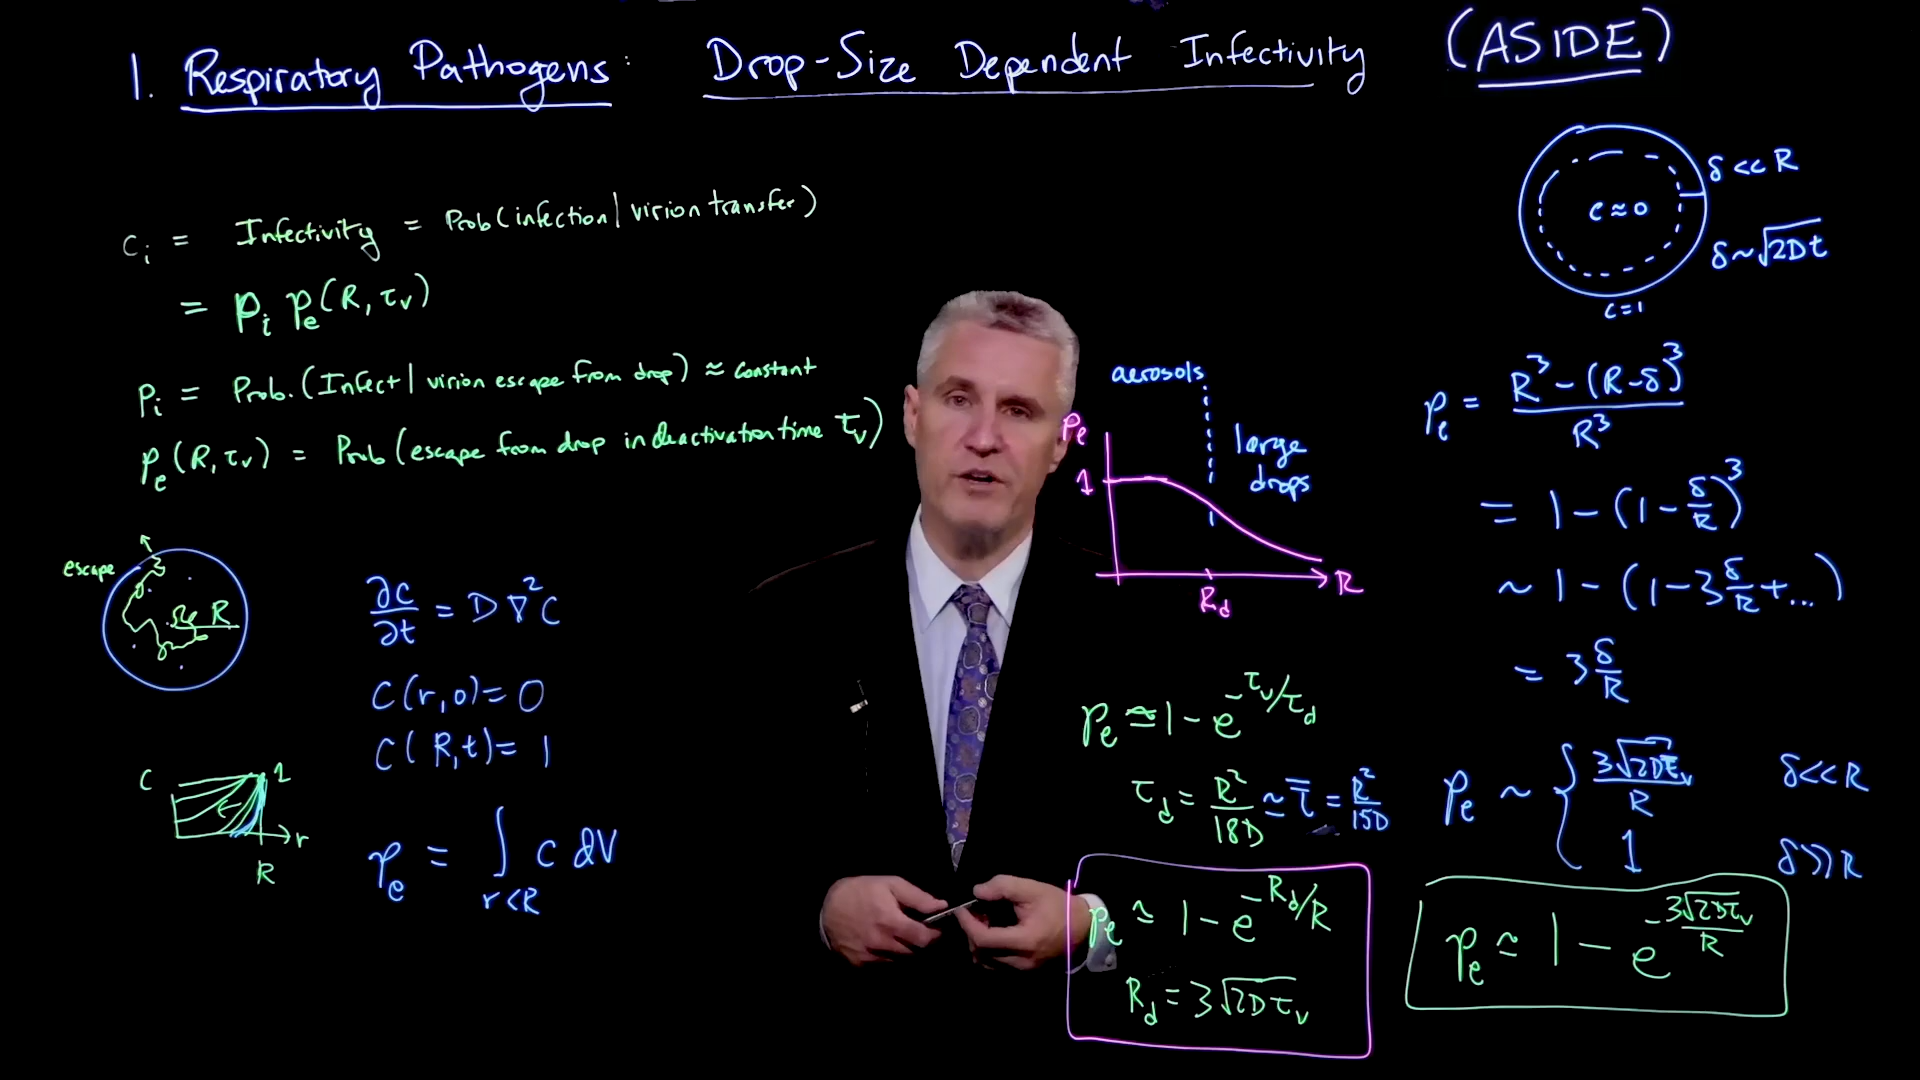 1. Respiratory Pathogens: Drop-Size Dependent Infectivity (ASIDE)
c_i = Infectivity = Prob(infection | virion transfer)
= p_i p_e(R, τ_v)
p_i = Prob. (Infect | virion escape from drop) ≈ constant
p_e(R, τ_v) = Prob (escape from drop in deactivation time τ_v)
escape
R
∂c/∂t = D∇²C
C(r,0) = 0
C(R,t) = 1
C
1
t
r
R
p_e = ∫_{r<R} c dV
aerosols
large
drops
p_e
1
R_d
R
p_e ≅ 1 - e^{-τ_v/τ_d}
τ_d = R²/18D ≃ τ̄ = R²/15D
p_e ≃ 1 - e^{-R_d/R}
R_d = 3√(2Dτ_v)
δ << R
c ≈ 0
δ ~ √(2Dt)
c = 1
p_e = (R³ - (R-δ)³)/R³
= 1 - (1 - δ/R)³
~ 1 - (1 - 3δ/R + ...)
= 3 δ/R
p_e ~ { 3√(2Dτ_v)/R δ<<R
1 δ>>R
p_e ≃ 1 - e^{-3√(2Dτ_v)/R}